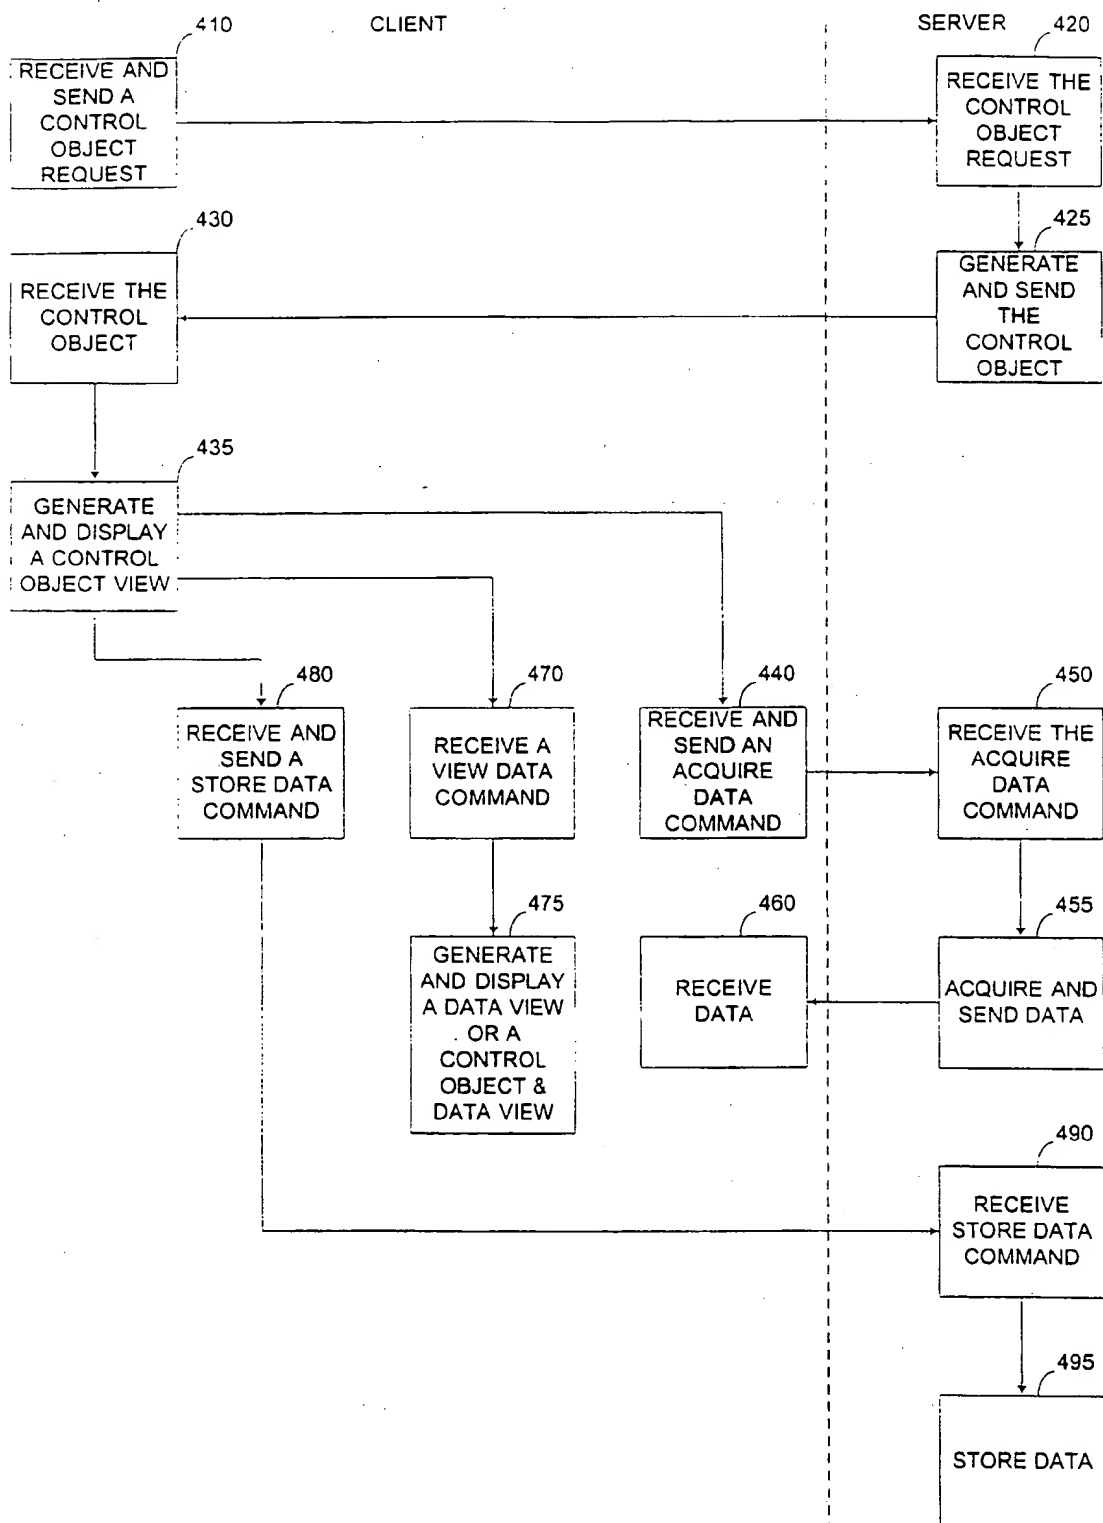 410
CLIENT
SERVER
420
RECEIVE AND
SEND A
CONTROL
OBJECT
REQUEST
RECEIVE THE
CONTROL
OBJECT
REQUEST
430
425
RECEIVE THE
CONTROL
OBJECT
GENERATE
AND SEND
THE
CONTROL
OBJECT
435
GENERATE
AND DISPLAY
A CONTROL
OBJECT VIEW
480
470
440
450
RECEIVE AND
SEND A
STORE DATA
COMMAND
RECEIVE A
VIEW DATA
COMMAND
RECEIVE AND
SEND AN
ACQUIRE
DATA
COMMAND
RECEIVE THE
ACQUIRE
DATA
COMMAND
475
460
455
GENERATE
AND DISPLAY
A DATA VIEW
OR A
CONTROL
OBJECT &
DATA VIEW
RECEIVE
DATA
ACQUIRE AND
SEND DATA
490
RECEIVE
STORE DATA
COMMAND
495
STORE DATA